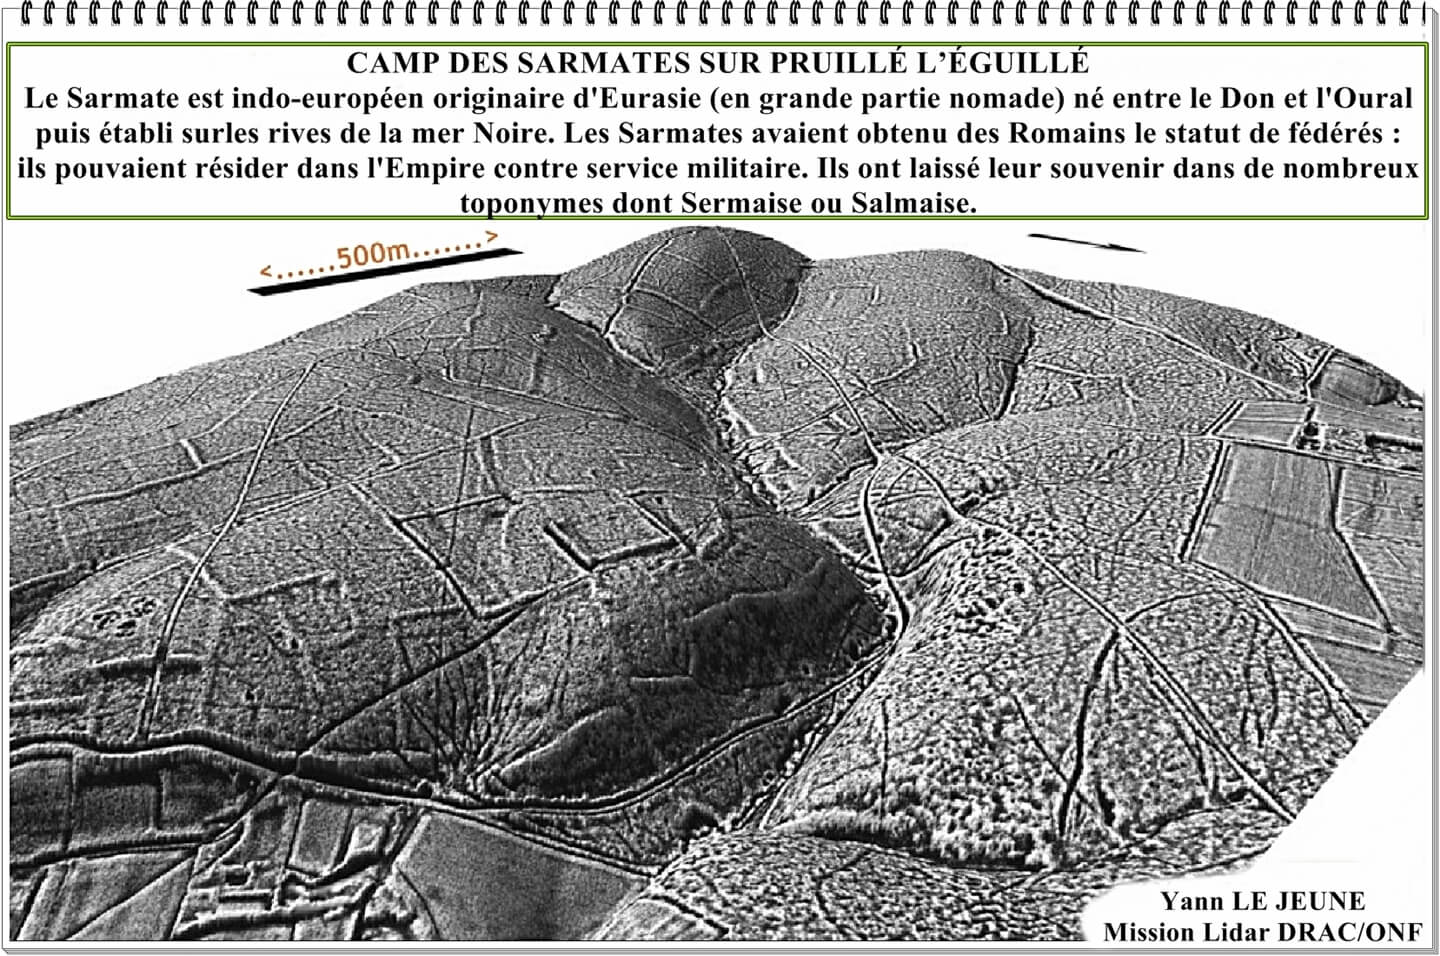 CAMP DES SARMATES SUR PRUILLÉ L’ÉGUILLÉ
Le Sarmate est indo-européen originaire d'Eurasie (en grande partie nomade) né entre le Don et l'Oural
puis établi surles rives de la mer Noire. Les Sarmates avaient obtenu des Romains le statut de fédérés :
ils pouvaient résider dans l'Empire contre service militaire. Ils ont laissé leur souvenir dans de nombreux
toponymes dont Sermaise ou Salmaise.
<......500m.......>
Yann LE JEUNE
Mission Lidar DRAC/ONF